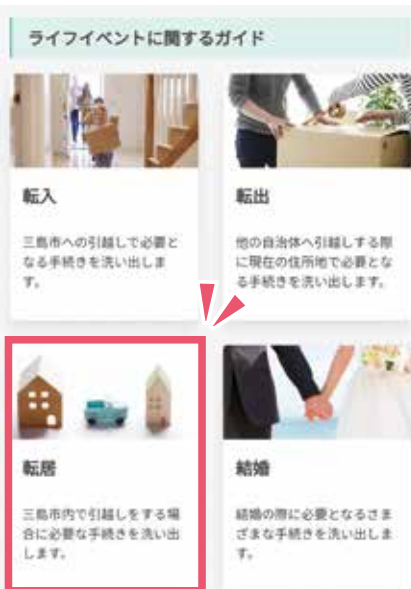 ライフイベントに関するガイド
転入
三島市への引越しで必要と
なる手続きを洗い出しま
す。
転出
他の自治体へ引越しする際
に現在の住所地で必要とな
る手続きを洗い出します。
転居
三島市内で引越しをする場
合に必要な手続きを洗い出
します。
結婚
結婚の際に必要となるさま
ざまな手続きを洗い出しま
す。